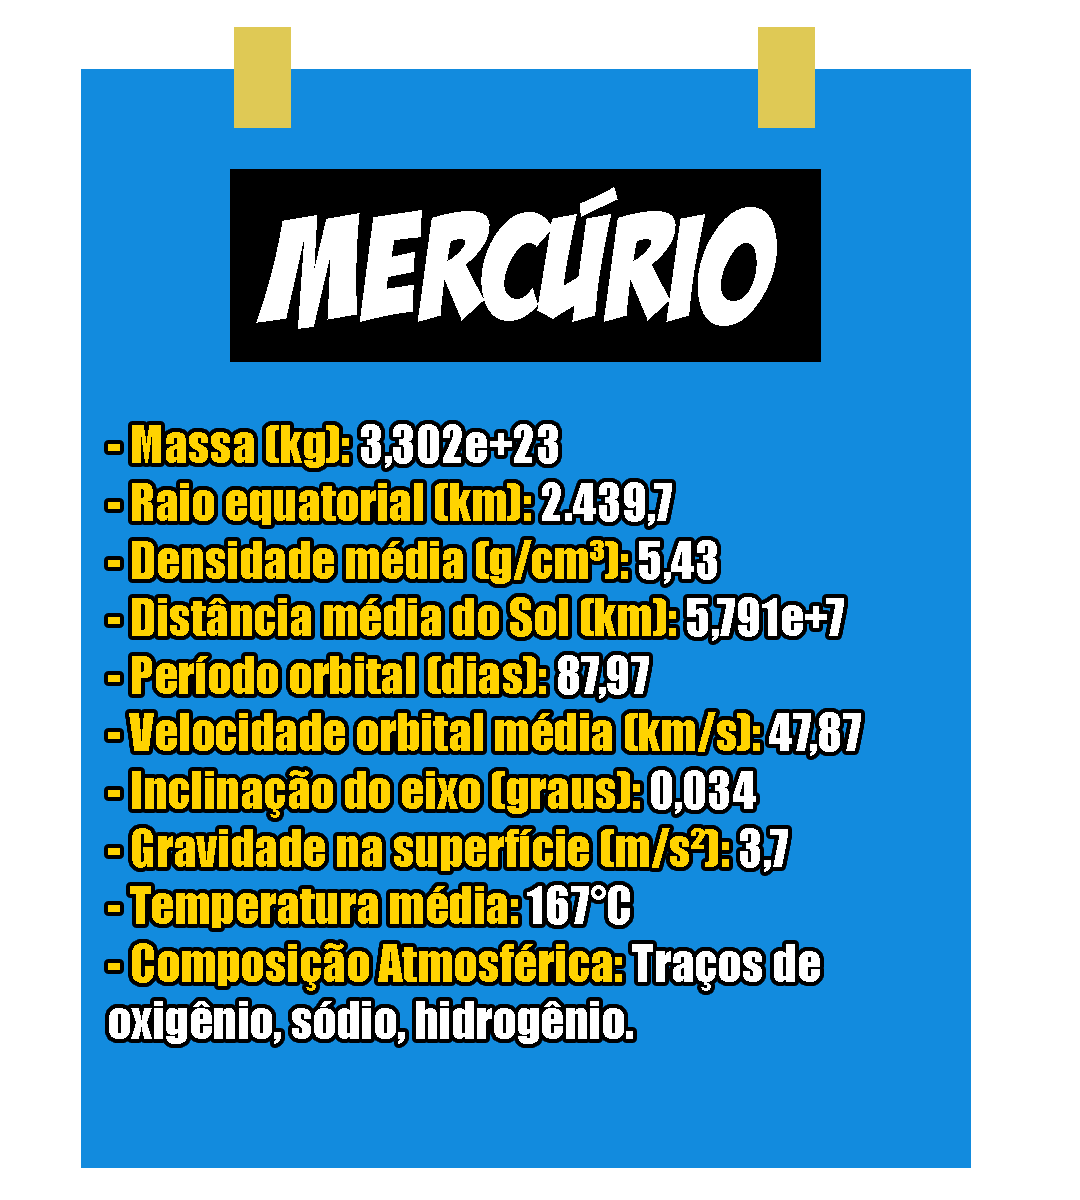 MERCÚRIO
- Massa (kg): 3,302e+23
- Raio equatorial (km): 2.439,7
- Densidade média (g/cm³): 5,43
- Distância média do Sol (km): 5,791e+7
- Período orbital (dias): 87,97
- Velocidade orbital média (km/s): 47,87
- Inclinação do eixo (graus): 0,034
- Gravidade na superfície (m/s²): 3,7
- Temperatura média: 167°C
- Composição Atmosférica: Traços de
oxigênio, sódio, hidrogênio.